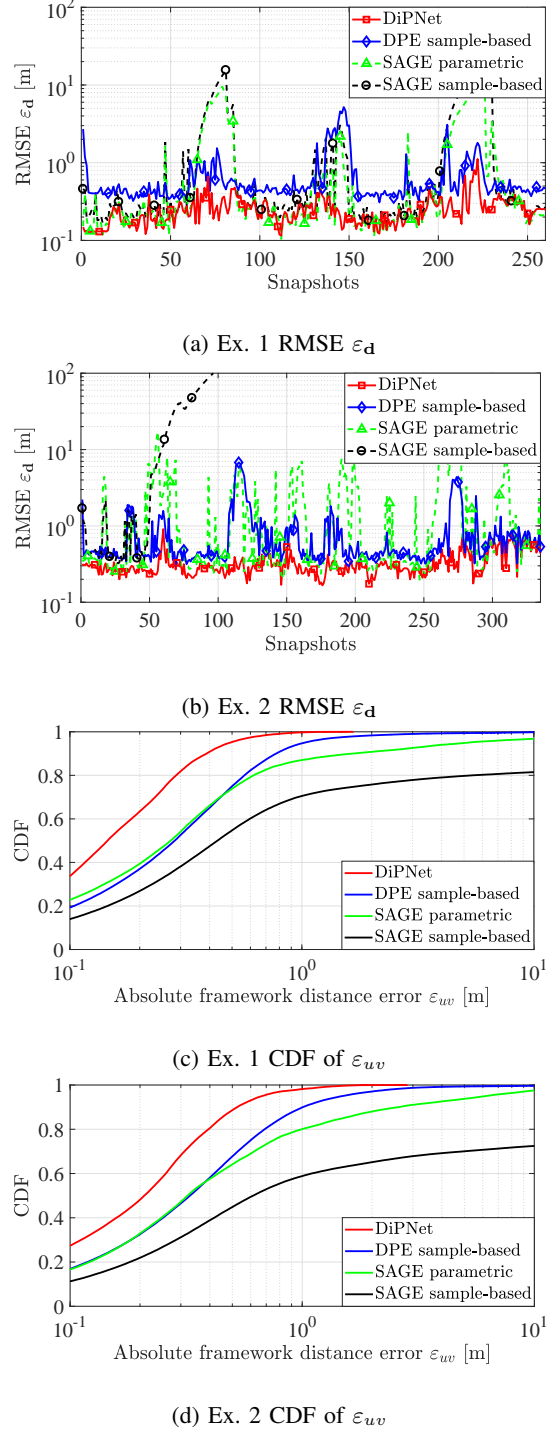 10^2
10^1
10^0
10^-1
RMSE ε_d [m]
DiPNet
DPE sample-based
SAGE parametric
SAGE sample-based
0 50 100 150 200 250
Snapshots
(a) Ex. 1 RMSE ε_d
10^2
10^1
10^0
10^-1
RMSE ε_d [m]
DiPNet
DPE sample-based
SAGE parametric
SAGE sample-based
0 50 100 150 200 250 300
Snapshots
(b) Ex. 2 RMSE ε_d
1
0.8
0.6
0.4
0.2
0
CDF
DiPNet
DPE sample-based
SAGE parametric
SAGE sample-based
10^-1 10^0 10^1
Absolute framework distance error ε_uv [m]
(c) Ex. 1 CDF of ε_uv
1
0.8
0.6
0.4
0.2
0
CDF
DiPNet
DPE sample-based
SAGE parametric
SAGE sample-based
10^-1 10^0 10^1
Absolute framework distance error ε_uv [m]
(d) Ex. 2 CDF of ε_uv